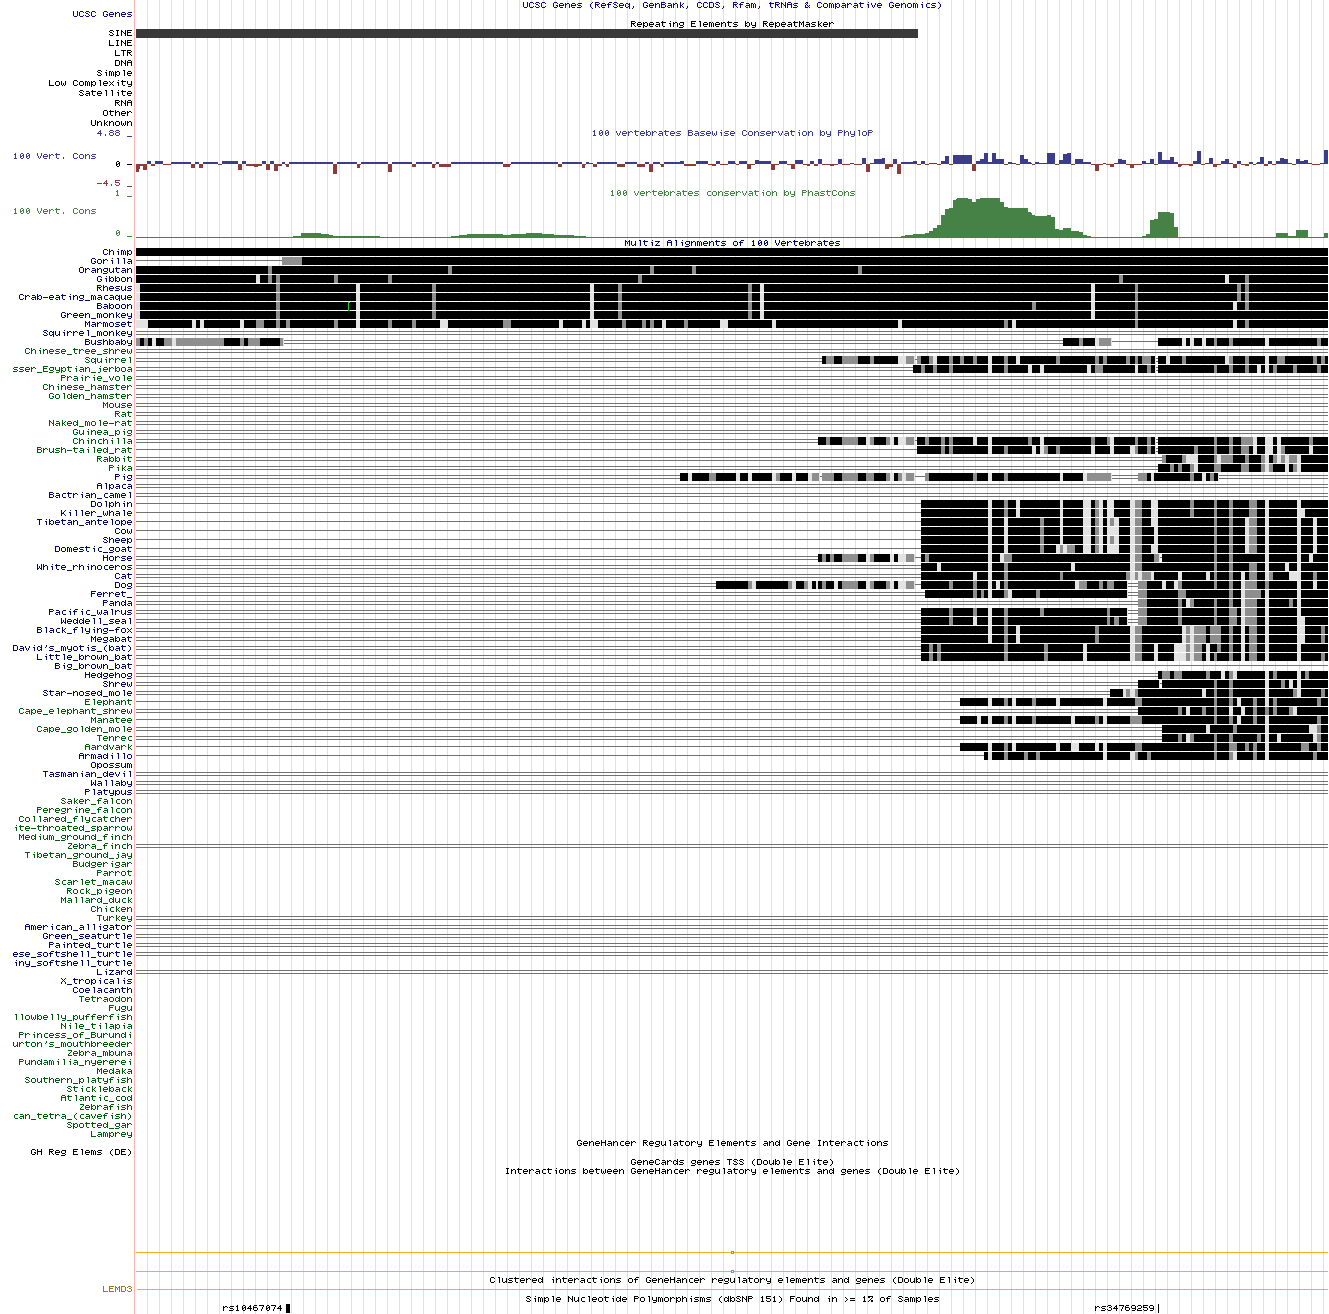 UCSC Genes (RefSeq, GenBank, CCDS, Rfam, tRNAs & Comparative Genomics)
UCSC Genes
Repeating Elements by RepeatMasker
SINE
LINE
LTR
DNA
Simple
Low Complexity
Satellite
RNA
Other
Unknown
4.88 _
100 vertebrates Basewise Conservation by PhyloP
100 Vert. Cons
0 _
-4.5 _
100 vertebrates conservation by PhastCons
1 _
100 Vert. Cons
0 _
Multiz Alignments of 100 Vertebrates
Chimp
Gorilla
Orangutan
Gibbon
Rhesus
Crab-eating_macaque
Baboon
Green_monkey
Marmoset
Squirrel_monkey
Bushbaby
Chinese_tree_shrew
Squirrel
sser_Egyptian_jerboa
Prairie_vole
Chinese_hamster
Golden_hamster
Mouse
Rat
Naked_mole-rat
Guinea_pig
Chinchilla
Brush-tailed_rat
Rabbit
Pika
Pig
Alpaca
Bactrian_camel
Dolphin
Killer_whale
Tibetan_antelope
Cow
Sheep
Domestic_goat
Horse
White_rhinoceros
Cat
Dog
Ferret_
Panda
Pacific_walrus
Weddell_seal
Black_flying-fox
Megabat
David's_myotis_(bat)
Little_brown_bat
Big_brown_bat
Hedgehog
Shrew
Star-nosed_mole
Elephant
Cape_elephant_shrew
Manatee
Cape_golden_mole
Tenrec
Aardvark
Armadillo
Opossum
Tasmanian_devil
Wallaby
Platypus
Saker_falcon
Peregrine_falcon
Collared_flycatcher
ite-throated_sparrow
Medium_ground_finch
Zebra_finch
Tibetan_ground_jay
Budgerigar
Parrot
Scarlet_macaw
Rock_pigeon
Mallard_duck
Chicken
Turkey
American_alligator
Green_seaturtle
Painted_turtle
ese_softshell_turtle
iny_softshell_turtle
Lizard
X_tropicalis
Coelacanth
Tetraodon
Fugu
llowbelly_pufferfish
Nile_tilapia
Princess_of_Burundi
urton's_mouthbreeder
Zebra_mbuna
Pundamilia_nyererei
Medaka
Southern_platyfish
Stickleback
Atlantic_cod
Zebrafish
can_tetra_(cavefish)
Spotted_gar
Lamprey
GeneHancer Regulatory Elements and Gene Interactions
GH Reg Elems (DE)
GeneCards genes TSS (Double Elite)
Interactions between GeneHancer regulatory elements and genes (Double Elite)
Clustered interactions of GeneHancer regulatory elements and genes (Double Elite)
LEMD3
Simple Nucleotide Polymorphisms (dbSNP 151) Found in >= 1% of Samples
rs10467074 rs34769259